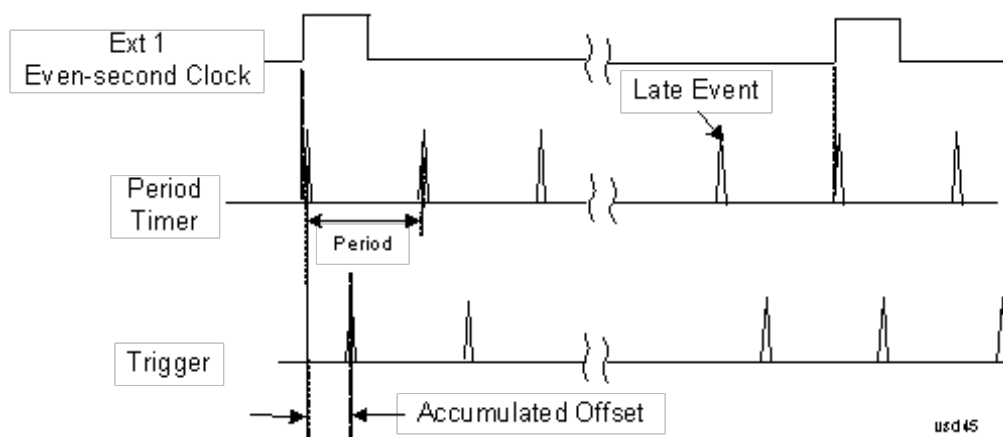 Ext 1
Even-second Clock
Late Event
Period
Timer
Period
Trigger
Accumulated Offset
usd45